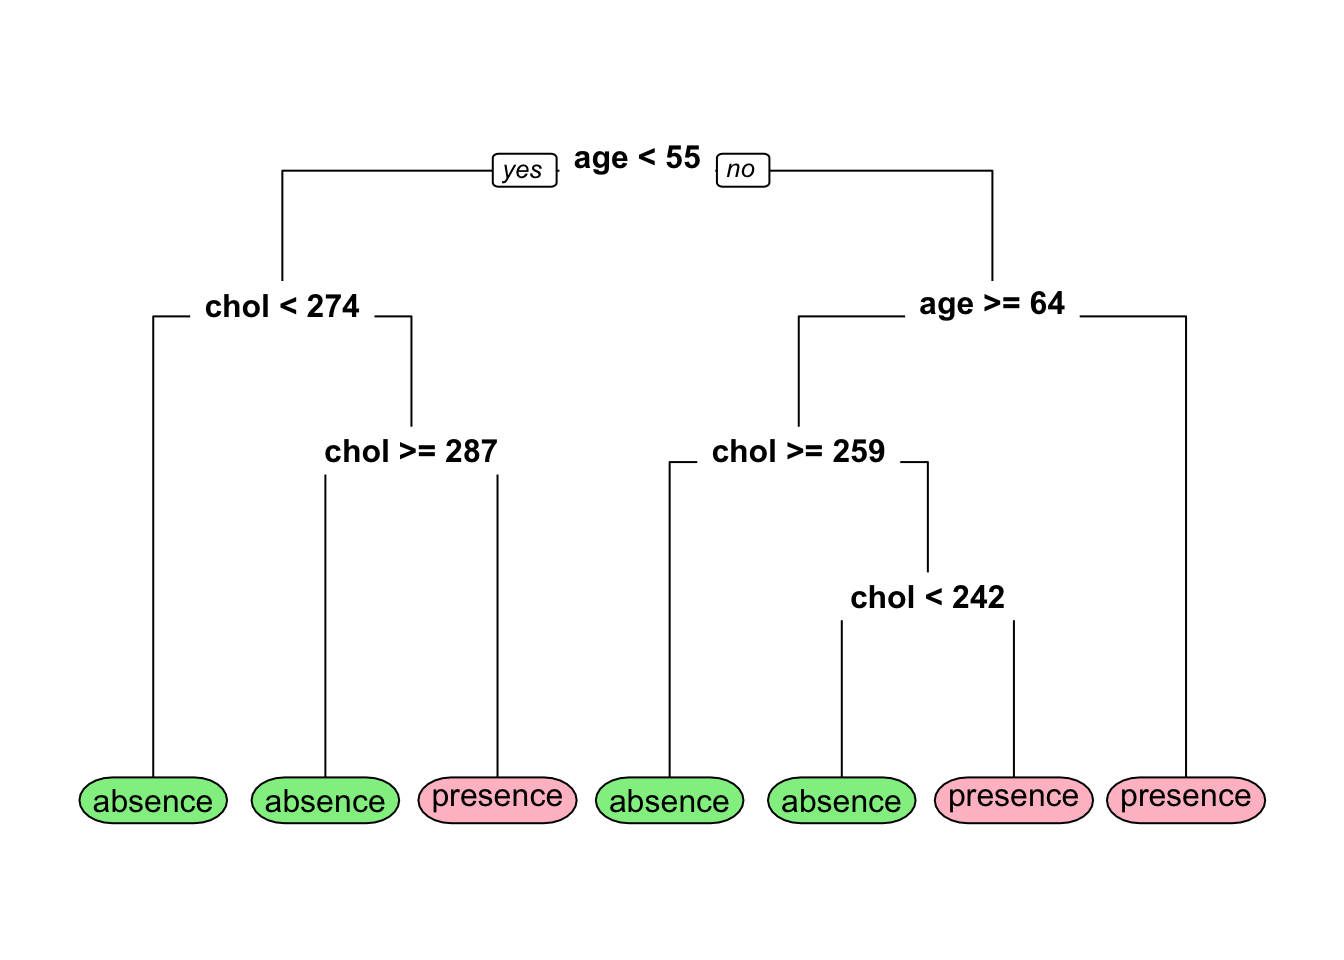 yes age < 55 no
chol < 274 age >= 64
chol >= 287 chol >= 259
chol < 242
absence absence presence absence absence presence presence